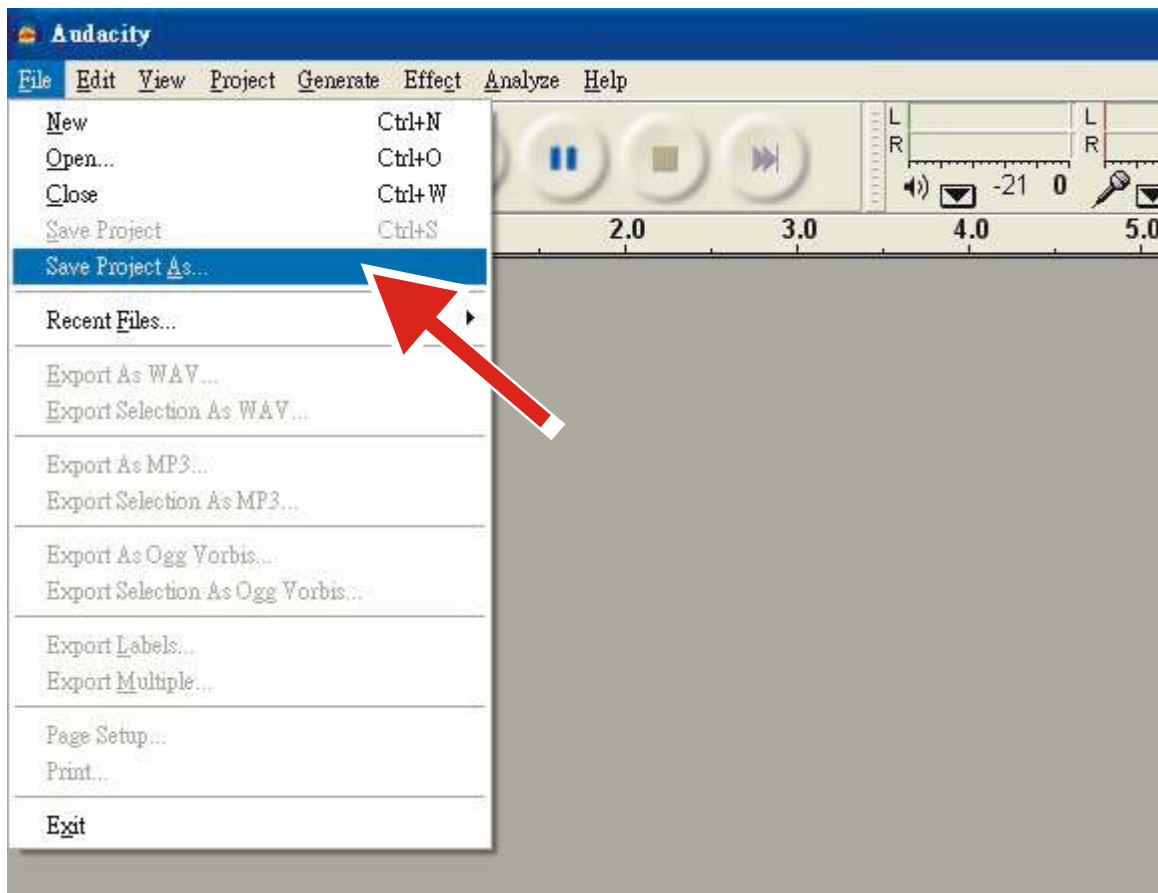 Audacity
File Edit View Project Generate Effect Analyze Help
New Ctrl+N
Open... Ctrl+O
Close Ctrl+W
Save Project Ctrl+S
Save Project As...
Recent Files...
Export As WAV...
Export Selection As WAV...
Export As MP3...
Export Selection As MP3...
Export As Ogg Vorbis...
Export Selection As Ogg Vorbis...
Export Labels...
Export Multiple...
Page Setup...
Print...
Exit
L L
R R
-21 0
2.0 3.0 4.0 5.0